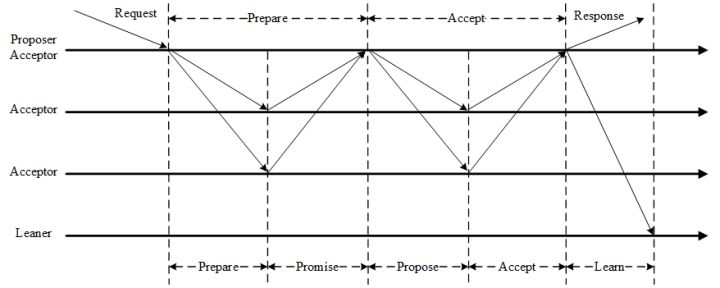 Request
Prepare
Accept
Response
Proposer
Acceptor
Acceptor
Acceptor
Leaner
Prepare
Promise
Propose
Accept
Learn